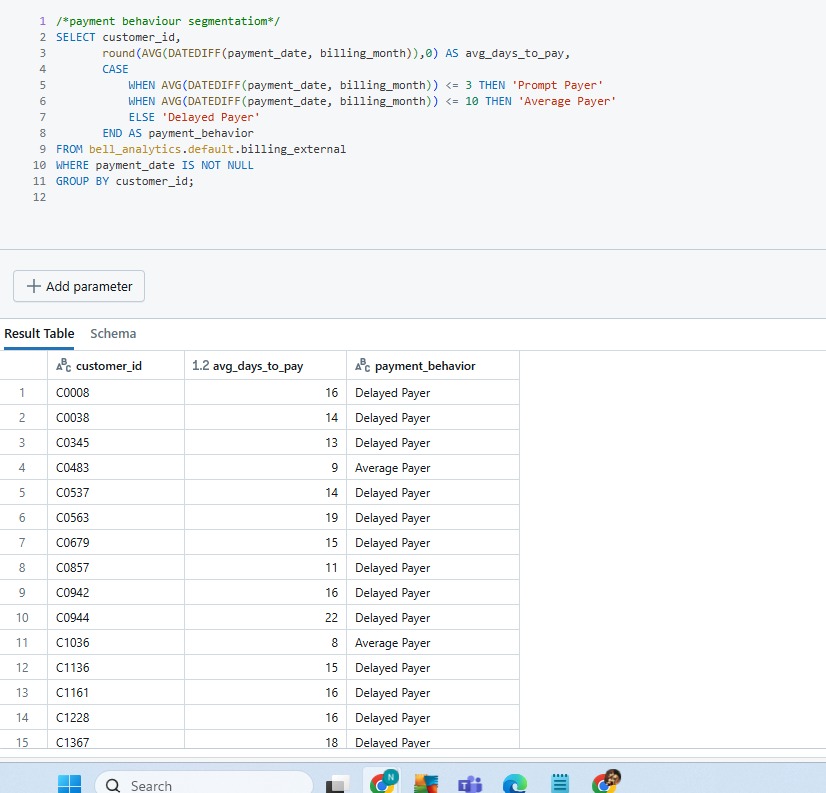 1 /*payment behaviour segmentatiom*/
2 SELECT customer_id,
3 round(AVG(DATEDIFF(payment_date, billing_month)),0) AS avg_days_to_pay,
4 CASE
5 WHEN AVG(DATEDIFF(payment_date, billing_month)) <= 3 THEN 'Prompt Payer'
6 WHEN AVG(DATEDIFF(payment_date, billing_month)) <= 10 THEN 'Average Payer'
7 ELSE 'Delayed Payer'
8 END AS payment_behavior
9 FROM bell_analytics.default.billing_external
10 WHERE payment_date IS NOT NULL
11 GROUP BY customer_id;
12
+ Add parameter
Result Table Schema
ABC customer_id 1.2 avg_days_to_pay ABC payment_behavior
1 C0008 16 Delayed Payer
2 C0038 14 Delayed Payer
3 C0345 13 Delayed Payer
4 C0483 9 Average Payer
5 C0537 14 Delayed Payer
6 C0563 19 Delayed Payer
7 C0679 15 Delayed Payer
8 C0857 11 Delayed Payer
9 C0942 16 Delayed Payer
10 C0944 22 Delayed Payer
11 C1036 8 Average Payer
12 C1136 15 Delayed Payer
13 C1161 16 Delayed Payer
14 C1228 16 Delayed Payer
15 C1367 18 Delayed Payer
Search N